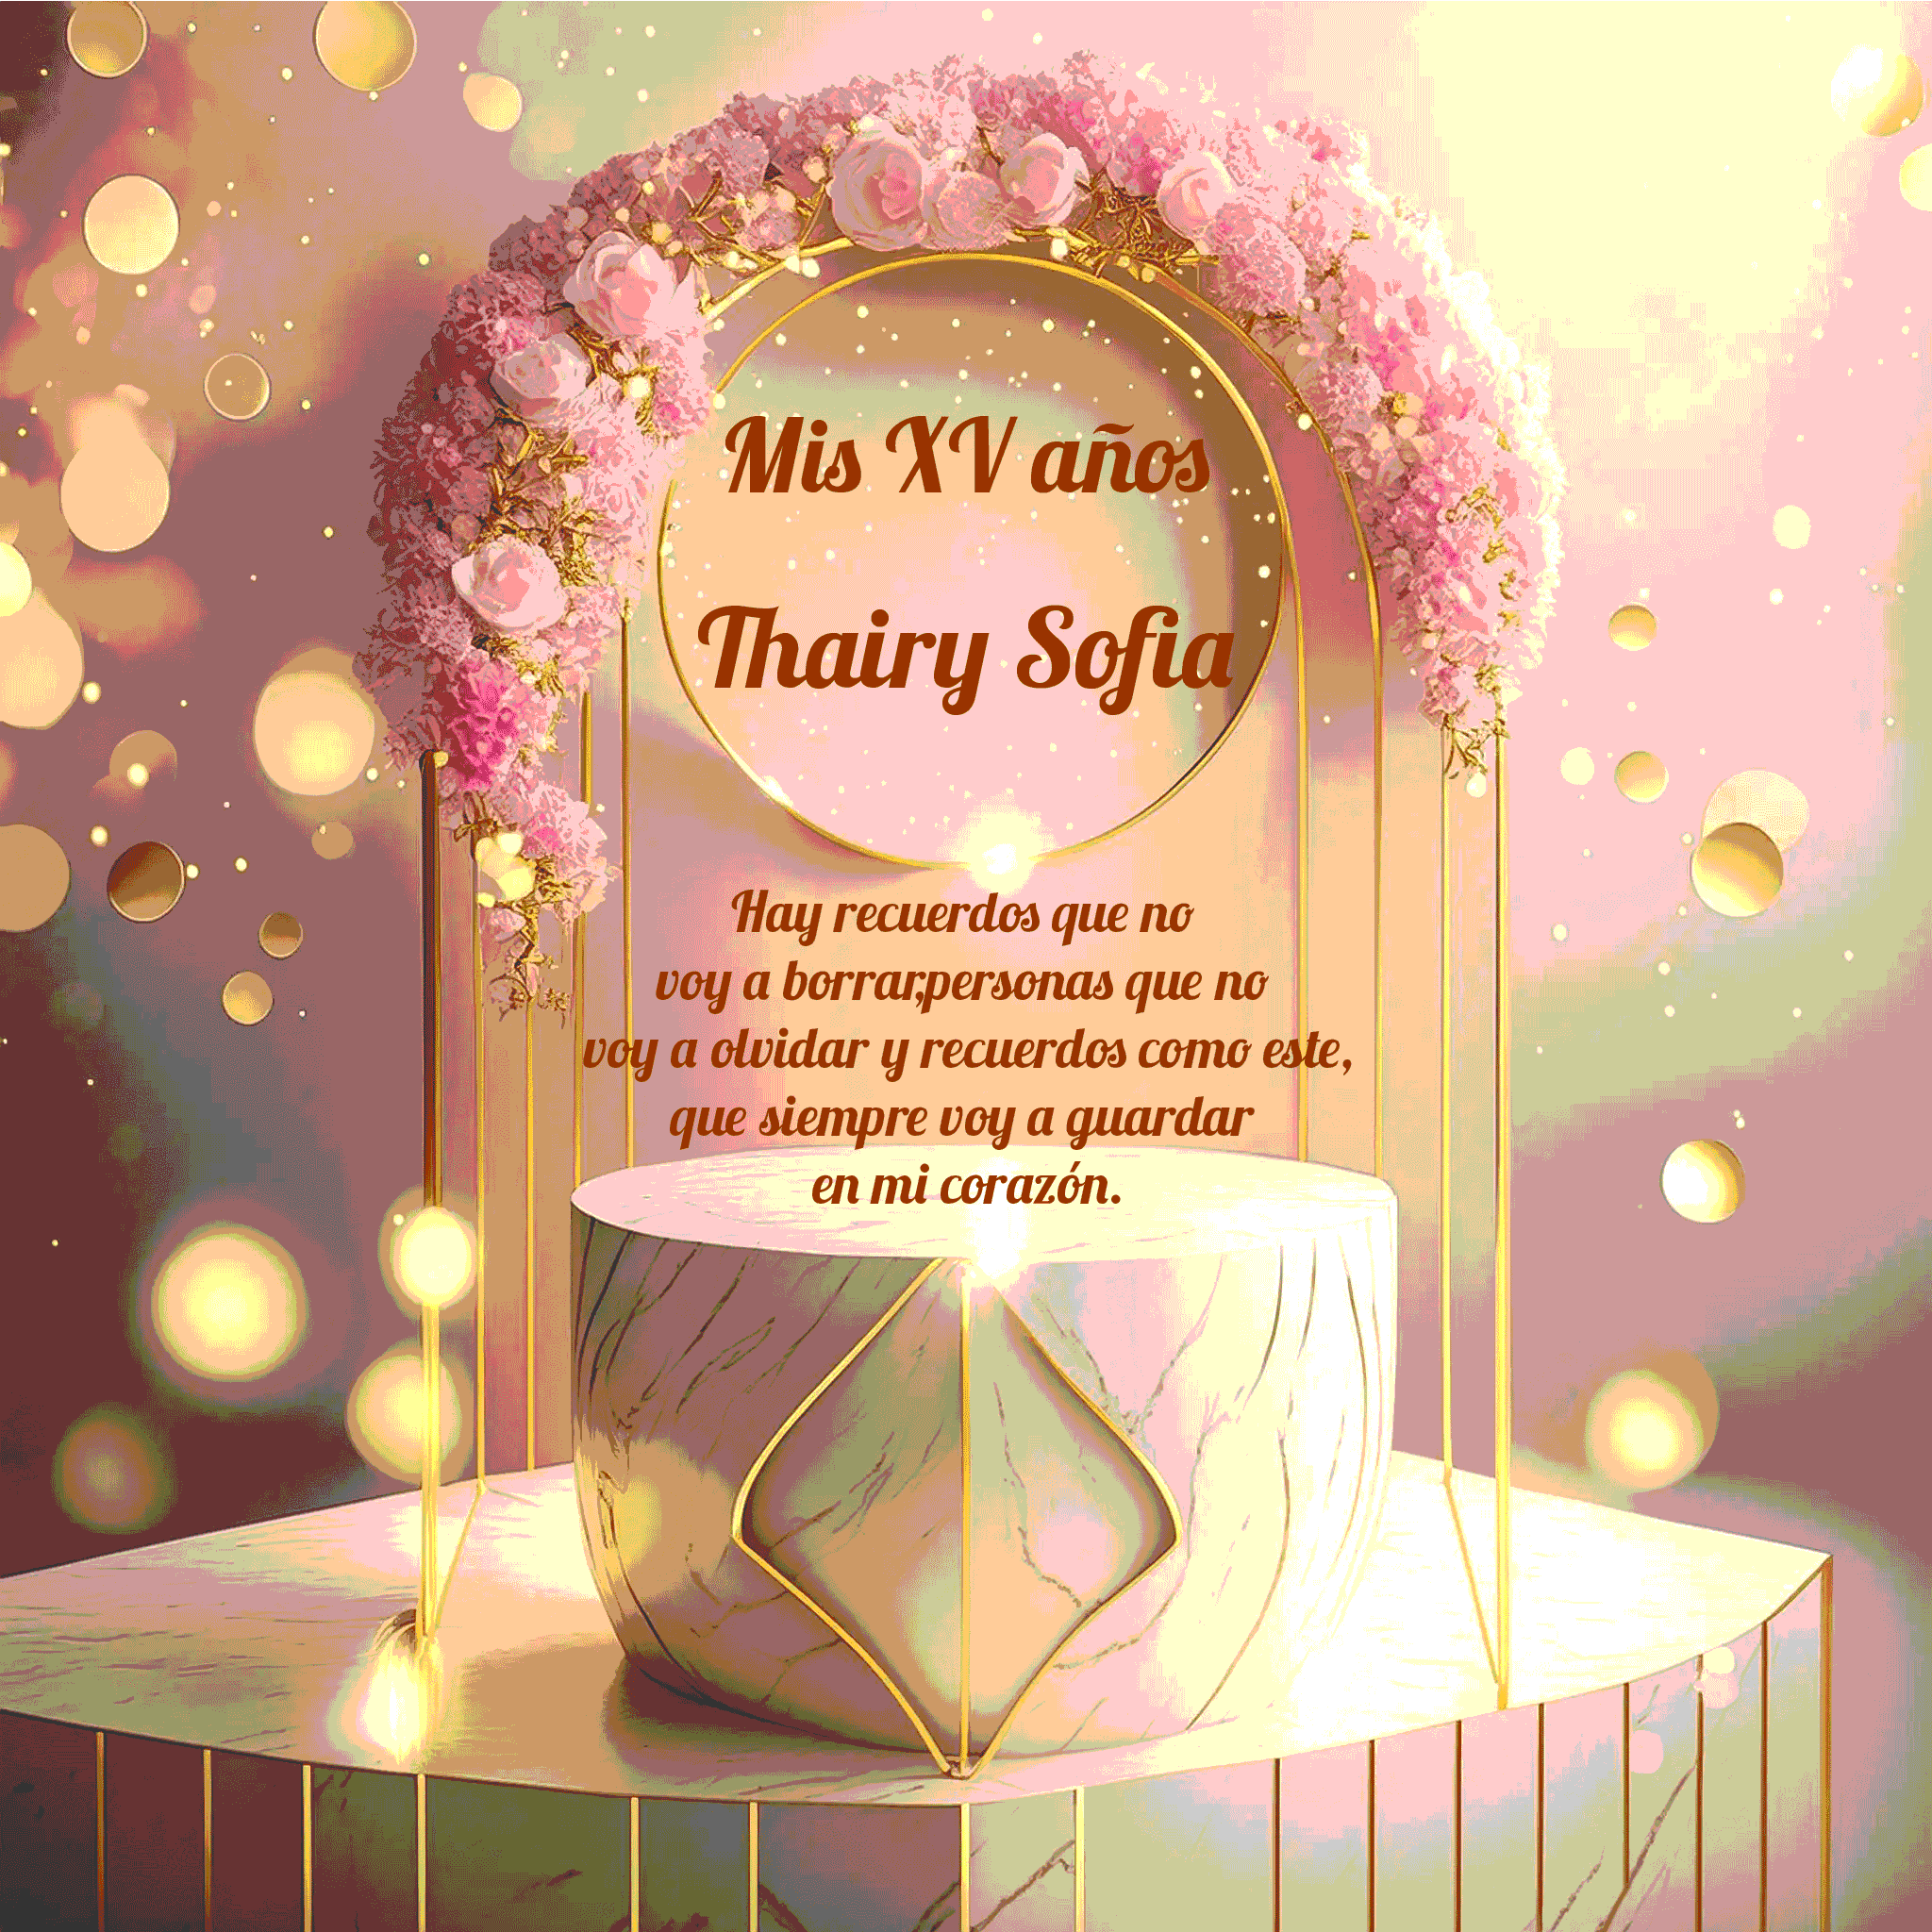 Mis XV años
Thairy Sofia
Hay recuerdos que no
voy a borrar,personas que no
voy a olvidar y recuerdos como este,
que siempre voy a guardar
en mi corazón.